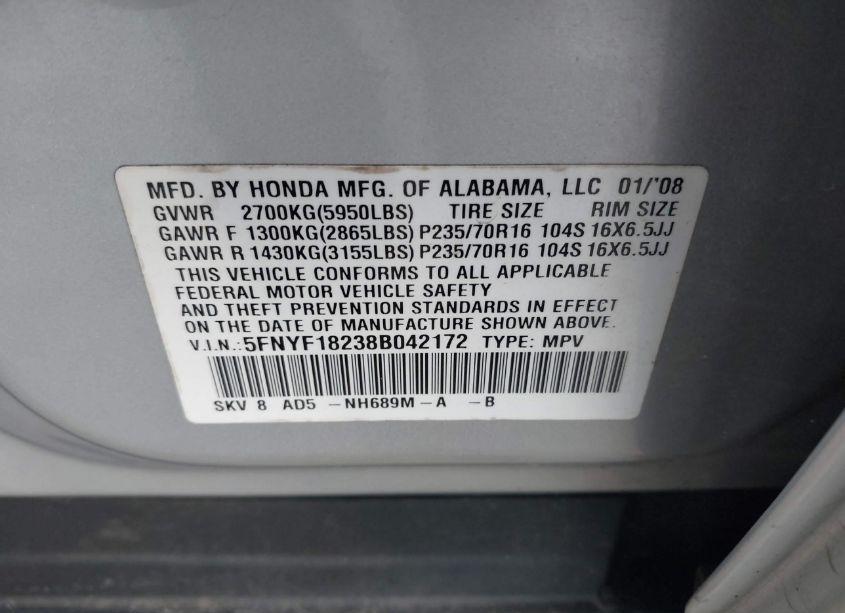 MFD. BY HONDA MFG. OF ALABAMA, LLC 01/'08
GVWR 2700KG(5950LBS) TIRE SIZE RIM SIZE
GAWR F 1300KG(2865LBS) P235/70R16 104S 16X6.5JJ
GAWR R 1430KG(3155LBS) P235/70R16 104S 16X6.5JJ
THIS VEHICLE CONFORMS TO ALL APPLICABLE
FEDERAL MOTOR VEHICLE SAFETY
AND THEFT PREVENTION STANDARDS IN EFFECT
ON THE DATE OF MANUFACTURE SHOWN ABOVE.
V.I.N.:5FNYF18238B042172 TYPE: MPV
SKV 8 AD5 -NH689M-A -B